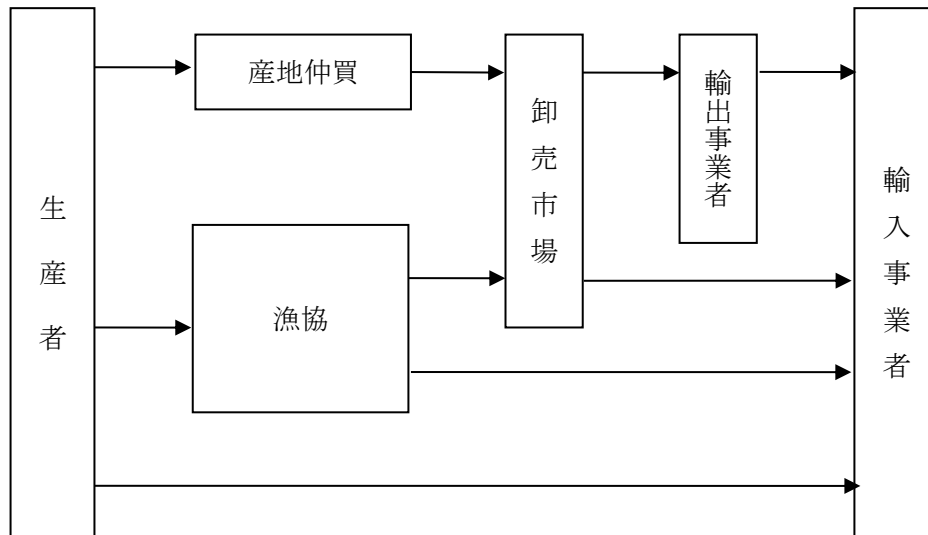 生産者
産地仲買
漁協
卸売市場
輸出事業者
輸入事業者